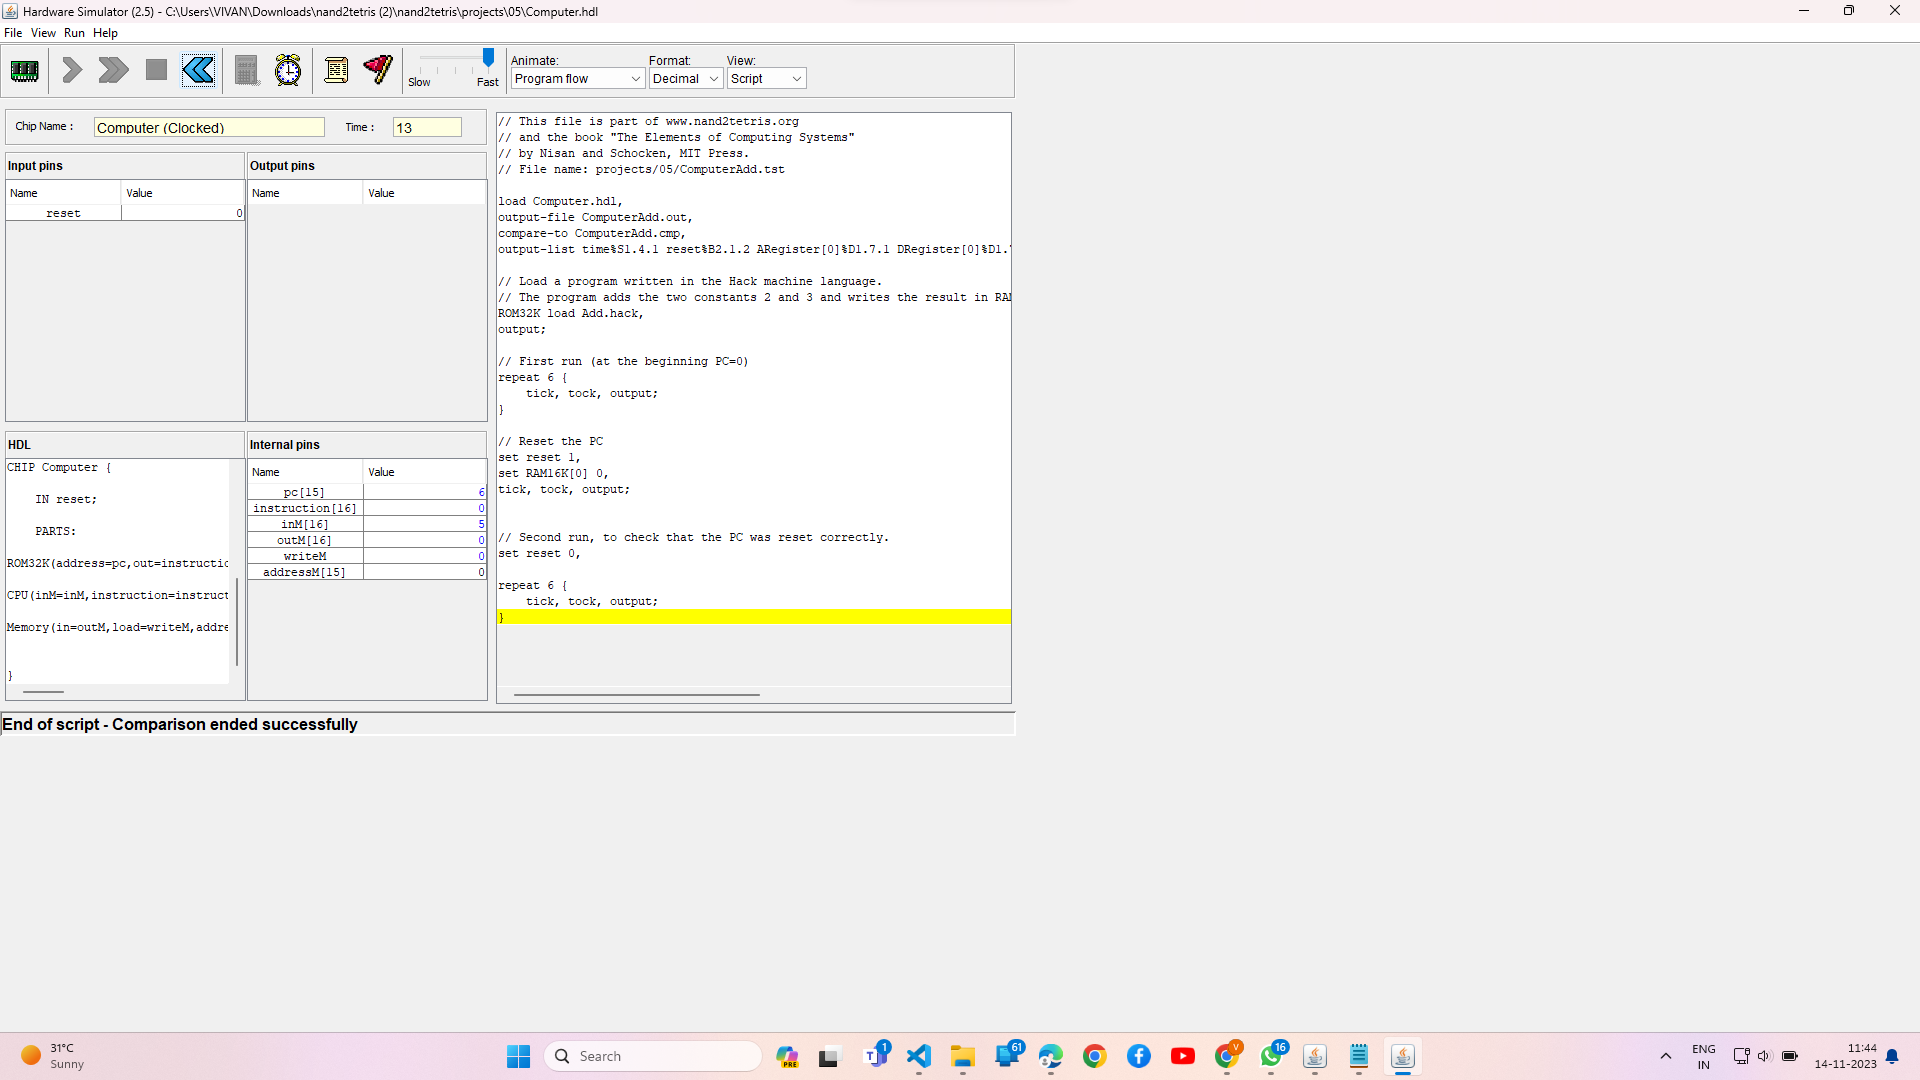 Hardware Simulator (2.5) - C:\Users\VIVAN\Downloads\nand2tetris (2)\nand2tetris\projects\05\Computer.hdl
File View Run Help
Slow Fast
Animate: Format: View:
Program flow Decimal Script
Chip Name : Computer (Clocked) Time : 13
Input pins
Name Value
reset 0
Output pins
Name Value
HDL
CHIP Computer {
IN reset;
PARTS:
ROM32K(address=pc,out=instructio
CPU(inM=inM,instruction=instruct
Memory(in=outM,load=writeM,addre
}
Internal pins
Name Value
pc[15] 6
instruction[16] 0
inM[16] 5
outM[16] 0
writeM 0
addressM[15] 0
// This file is part of www.nand2tetris.org
// and the book "The Elements of Computing Systems"
// by Nisan and Schocken, MIT Press.
// File name: projects/05/ComputerAdd.tst
load Computer.hdl,
output-file ComputerAdd.out,
compare-to ComputerAdd.cmp,
output-list time%S1.4.1 reset%B2.1.2 ARegister[0]%D1.7.1 DRegister[0]%D1.
// Load a program written in the Hack machine language.
// The program adds the two constants 2 and 3 and writes the result in RA
ROM32K load Add.hack,
output;
// First run (at the beginning PC=0)
repeat 6 {
tick, tock, output;
}
// Reset the PC
set reset 1,
set RAM16K[0] 0,
tick, tock, output;
// Second run, to check that the PC was reset correctly.
set reset 0,
repeat 6 {
tick, tock, output;
}
End of script - Comparison ended successfully
31°C
Sunny
Search
PRE
1
61
V
16
ENG
IN
11:44
14-11-2023